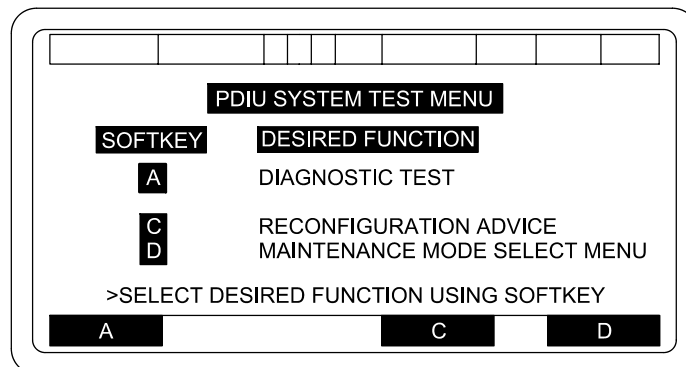 PDIU SYSTEM TEST MENU
SOFTKEY DESIRED FUNCTION
A DIAGNOSTIC TEST
C RECONFIGURATION ADVICE
D MAINTENANCE MODE SELECT MENU
>SELECT DESIRED FUNCTION USING SOFTKEY
A C D